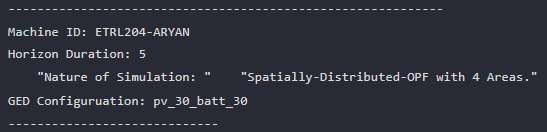 ------------------------------------------------------------
Machine ID: ETRL204-ARYAN
Horizon Duration: 5
    "Nature of Simulation: "    "Spatially-Distributed-OPF with 4 Areas."
GED Configuruation: pv_30_batt_30
-----------------------------